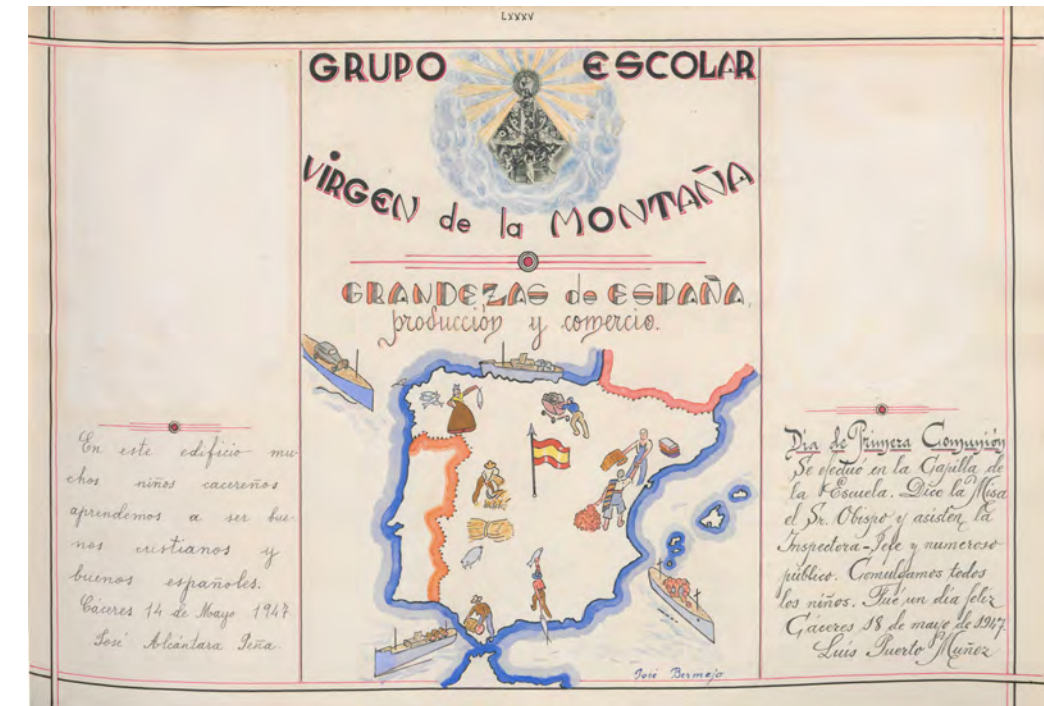 LXXXV
GRUPO ESCOLAR
VIRGEN de la MONTAÑA
GRANDEZAS de ESPAÑA,
producción y comercio.
En este edificio mu-
chos niños cacereños
aprendemos a ser bue-
nos cristianos y
buenos españoles.
Cáceres 14 de Mayo 1947
José Alcántara Peña.
Día de Primera Comunión
Se efectuó en la Capilla de
la Escuela. Dice la Misa
el Sr. Obispo y asisten la
Inspectora-Jefe y numeroso
público. Comulgamos todos
los niños. Fué un día feliz
Cáceres 18 de mayo de 1947.
Luis Puerto Muñez
José Bermejo